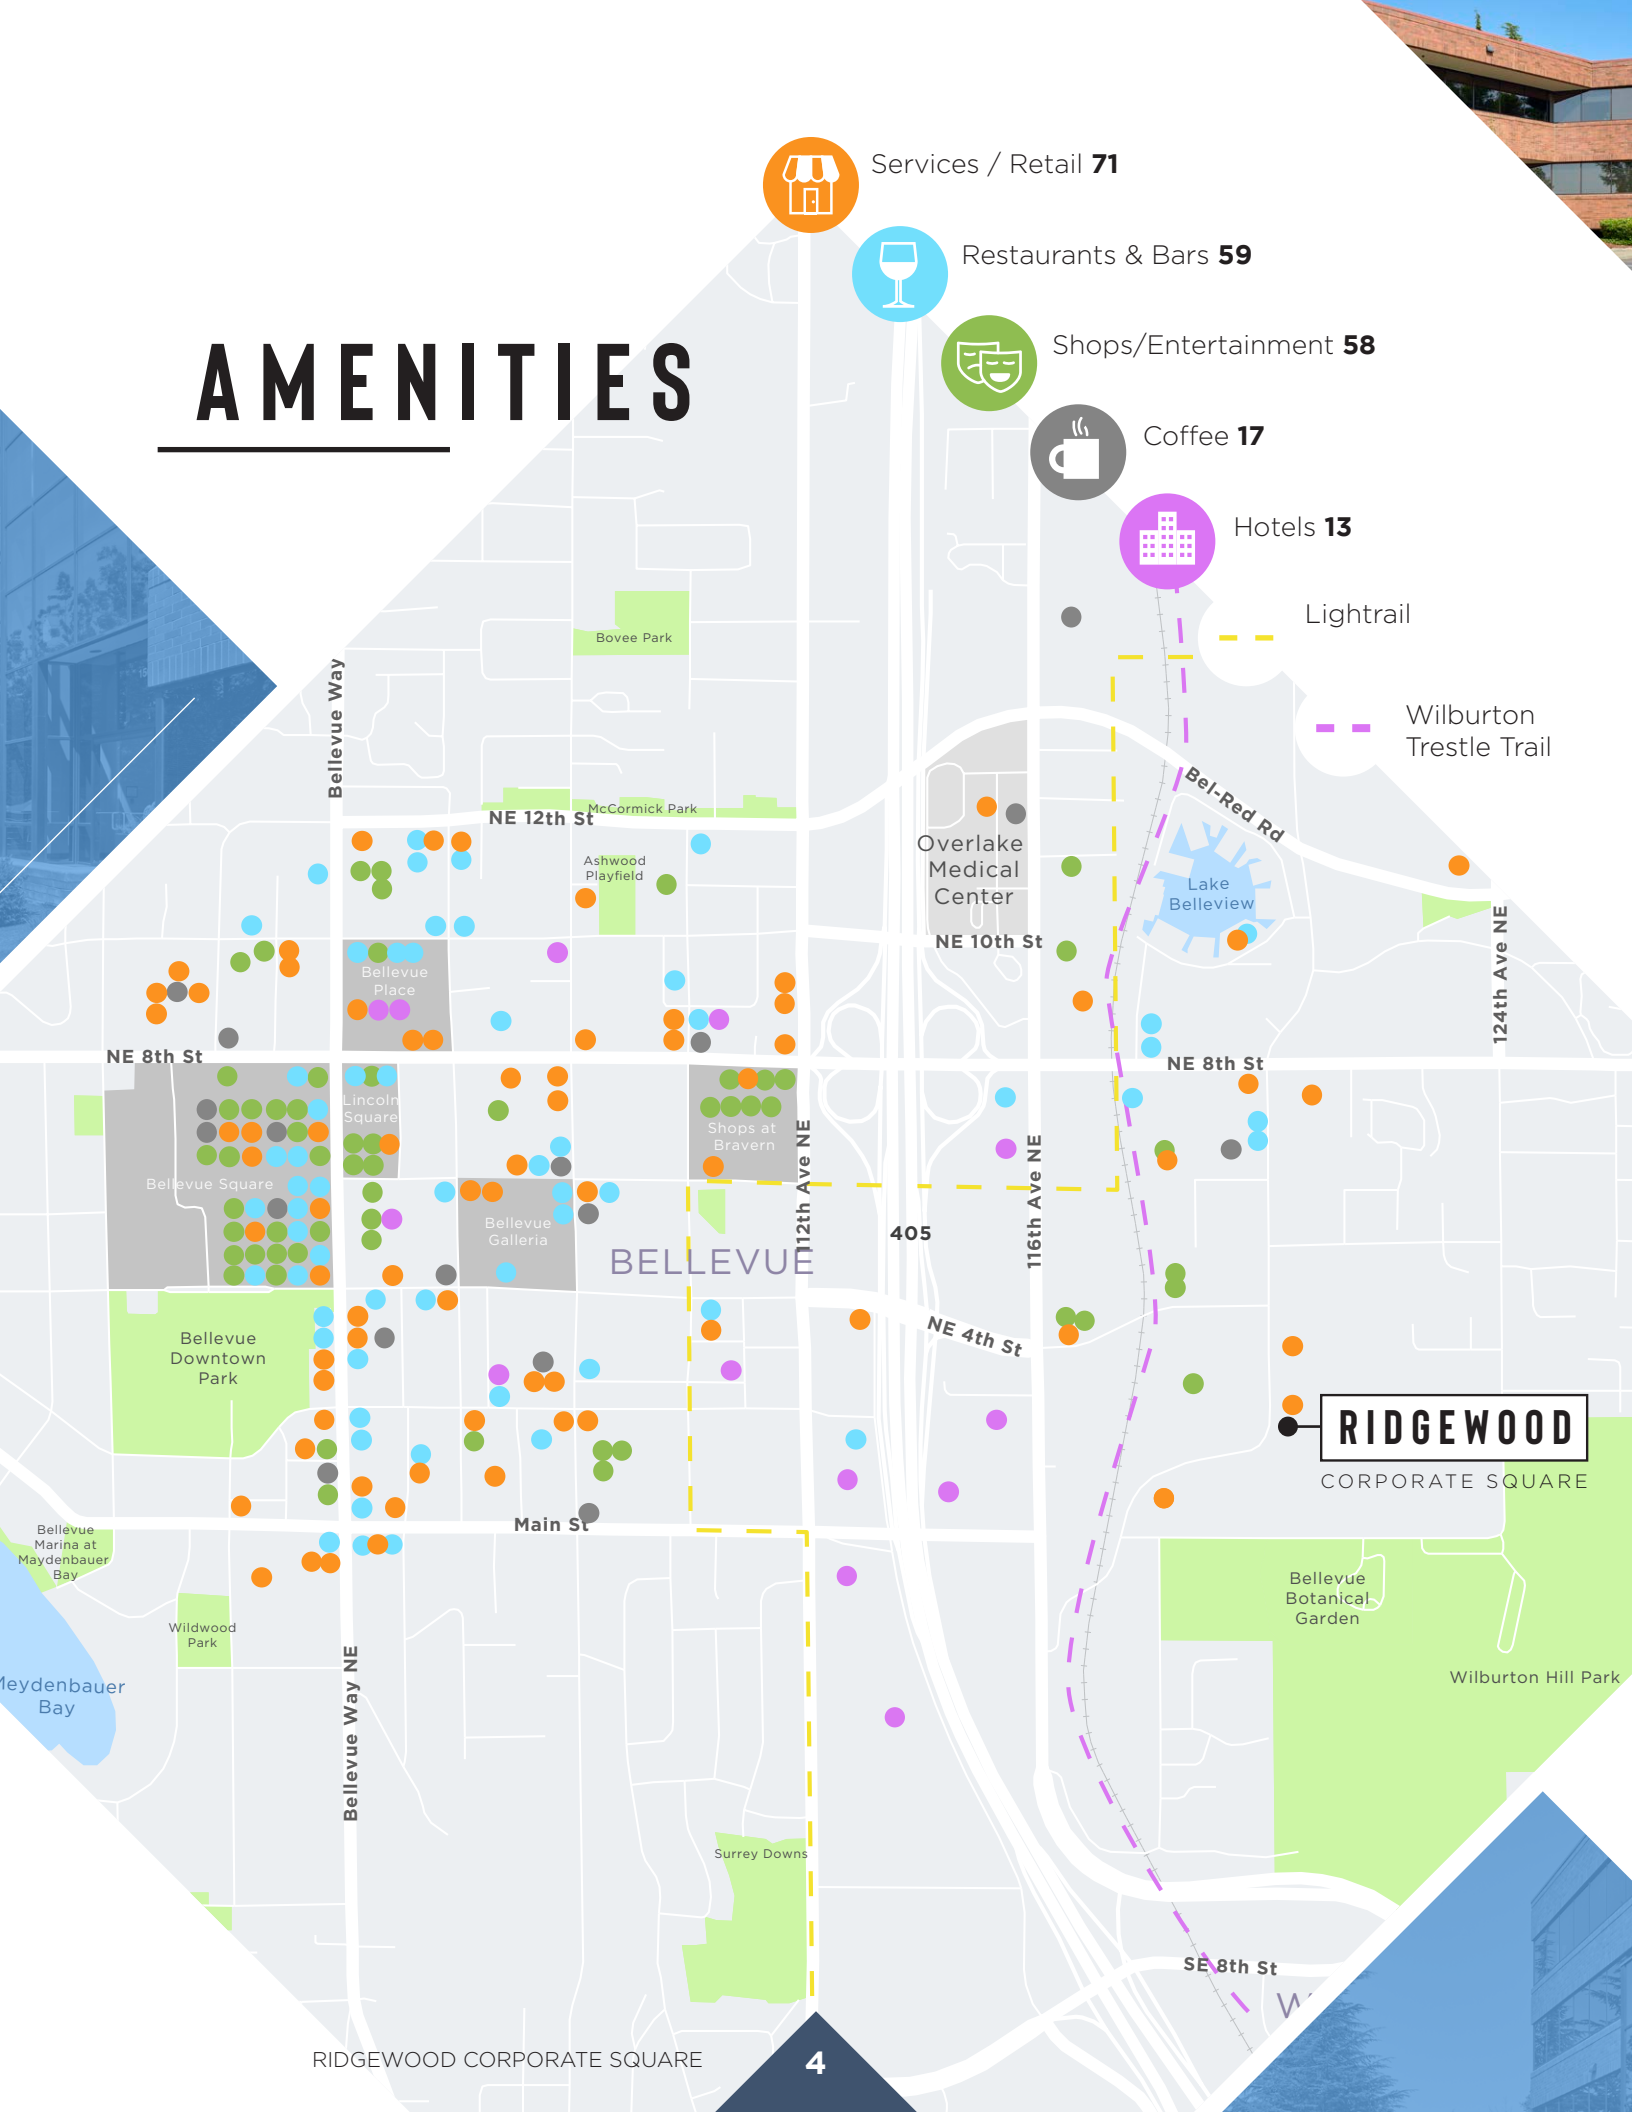 Services / Retail 71
Restaurants & Bars 59
Shops/Entertainment 58
Coffee 17
Hotels 13
Lightrail
Wilburton
Trestle Trail
AMENITIES
Bovee Park
Bellevue Way
McCormick Park
NE 12th St
Ashwood
Playfield
Bel-Red Rd
Overlake
Medical
Center
Lake
Belleview
NE 10th St
124th Ave NE
Bellevue
Place
NE 8th St
NE 8th St
Lincoln
Square
Shops at
Bravern
Bellevue Square
112th Ave NE
116th Ave NE
Bellevue
Galleria
405
BELLEVUE
NE 4th St
Bellevue
Downtown
Park
RIDGEWOOD
CORPORATE SQUARE
Main St
Bellevue
Marina at
Maydenbauer
Bay
Bellevue
Botanical
Garden
Wildwood
Park
Meydenbauer
Bay
Wilburton Hill Park
Bellevue Way NE
Surrey Downs
SE 8th St
W
RIDGEWOOD CORPORATE SQUARE
4